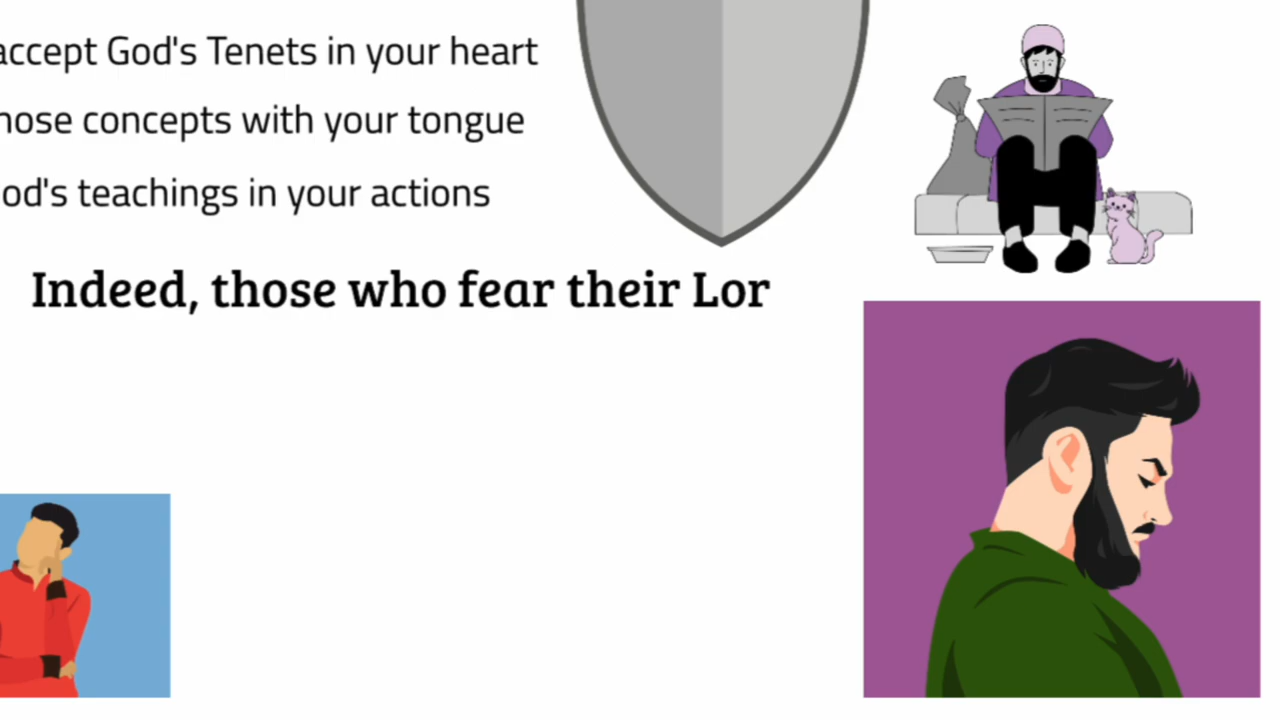 accept God's Tenets in your heart
hose concepts with your tongue
od's teachings in your actions
Indeed, those who fear their Lor